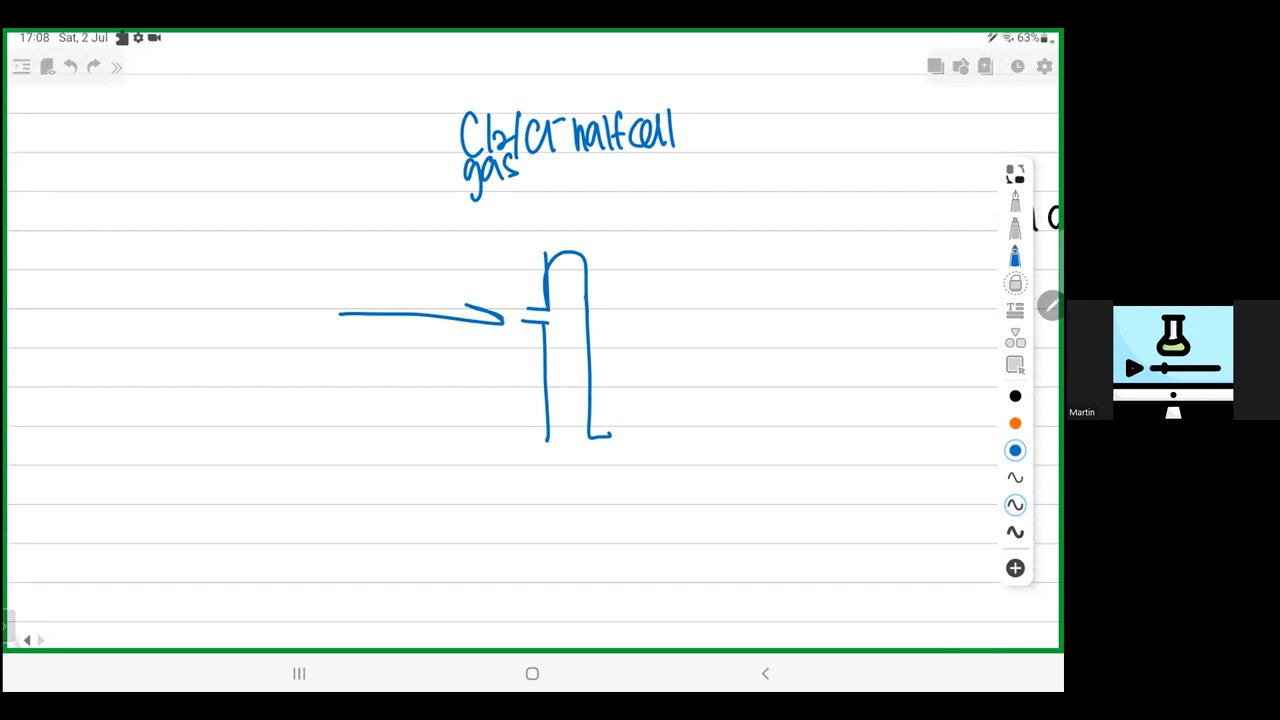 17:08 Sat, 2 Jul
63%
Cl2/Cl- half cell
gas
Martin